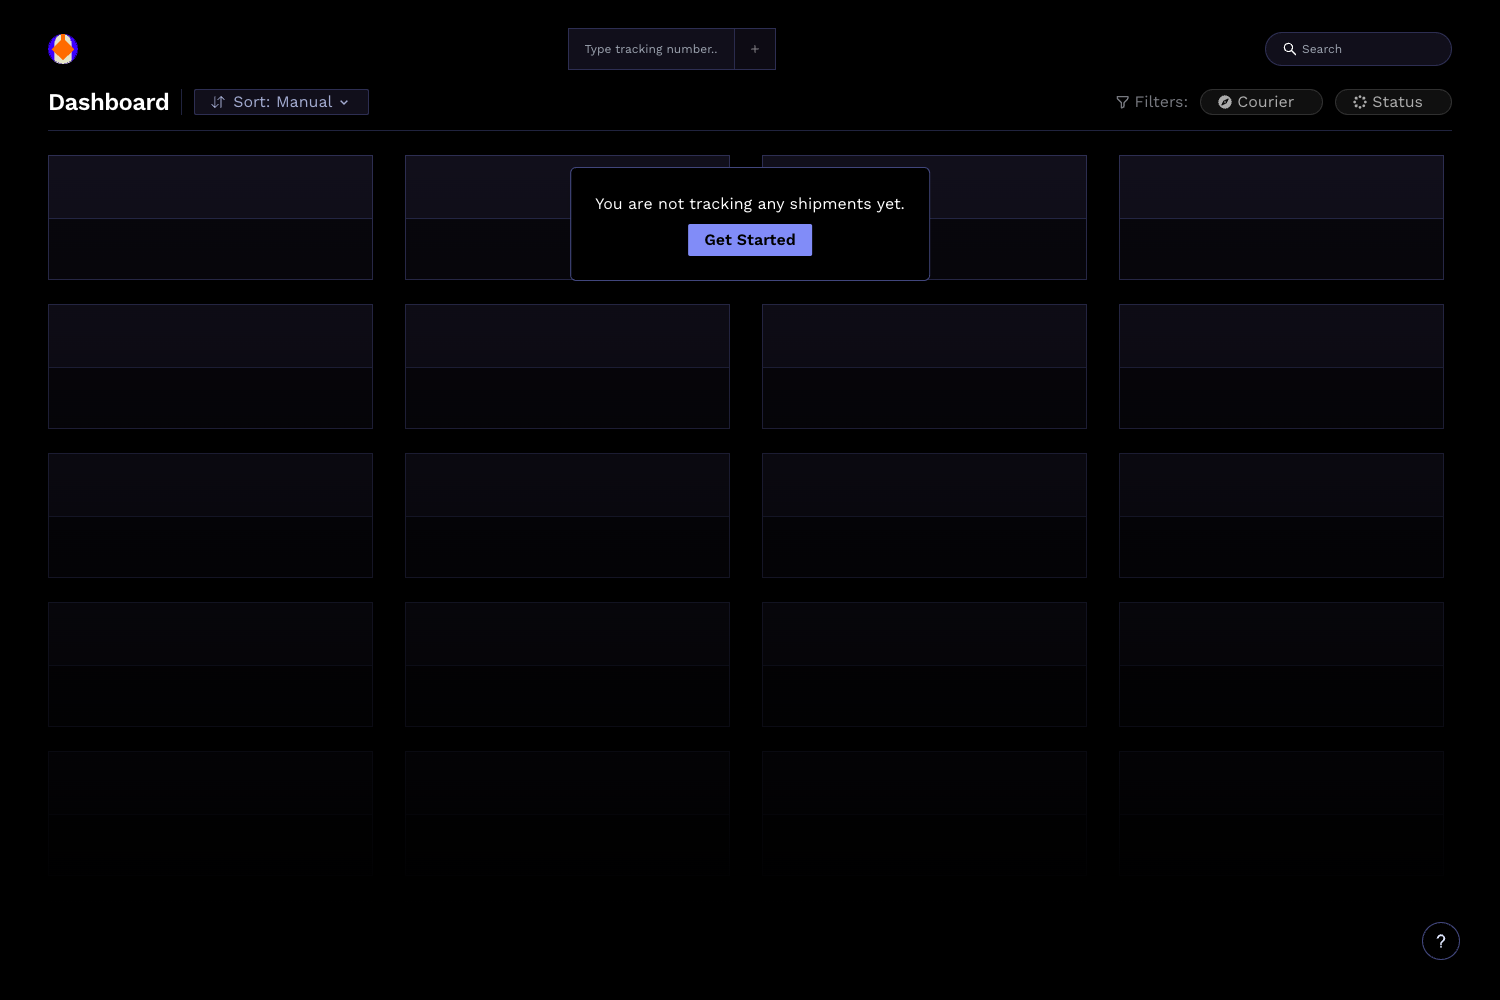 Type tracking number..
+
Search
Dashboard
Sort: Manual
Filters:
Courier
Status
You are not tracking any shipments yet.
Get Started
?